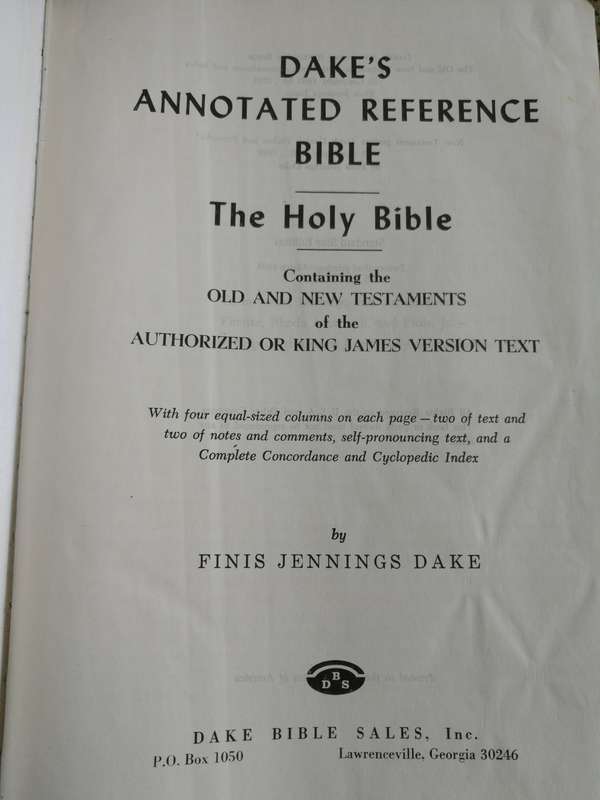 DAKE'S
ANNOTATED REFERENCE
BIBLE
The Holy Bible
Containing the
OLD AND NEW TESTAMENTS
of the
AUTHORIZED OR KING JAMES VERSION TEXT
With four equal-sized columns on each page — two of text and
two of notes and comments, self-pronouncing text, and a
Complete Concordance and Cyclopedic Index
by
FINIS JENNINGS DAKE
DBS
DAKE BIBLE SALES, Inc.
P.O. Box 1050 Lawrenceville, Georgia 30246